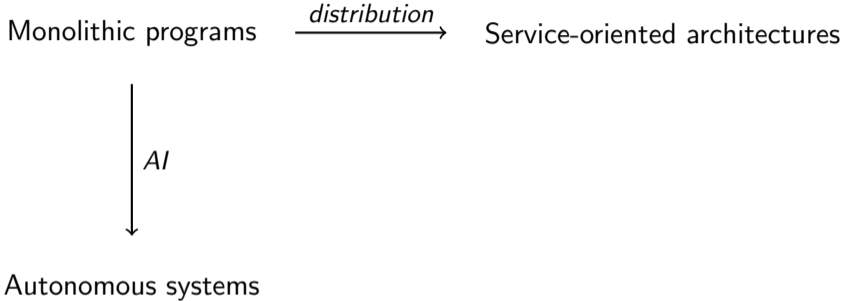 Monolithic programs
distribution
Service-oriented architectures
AI
Autonomous systems